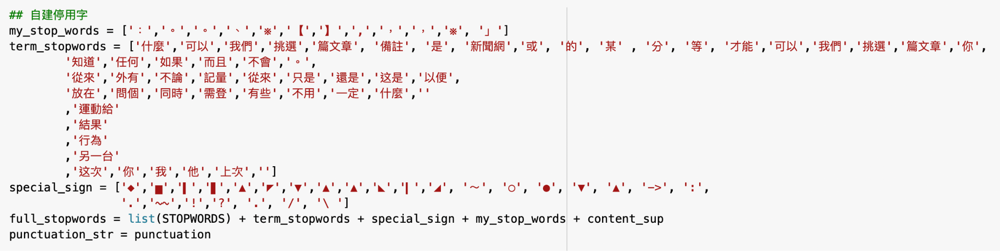 ## 自建停用字
my_stop_words = [':','。','。','、','※','【','】',',',',',',','※', '」']
term_stopwords = ['什麼','可以','我們','挑選','篇文章', '備註', '是', '新聞網','或', '的', '某' , '分', '等', '才能','可以','我們','挑選','篇文章','你',
'知道','任何','如果','而且','不會','。',
'從來','外有','不論','記量','從來','只是','還是','这是','以便',
'放在','問個','同時','需登','有些','不用','一定','什麼',''
,'運動給'
,'結果'
,'行為'
,'另一台'
,'这次','你','我','他','上次','']
special_sign = ['◆','▅','▍','▊','▲','◤','▼','▲','▲','◣','▎','◢', '～', '○', '●', '▼', '▲', '—>', ':',
'.','~~','!','?', '.', '/', '\ ']
full_stopwords = list(STOPWORDS) + term_stopwords + special_sign + my_stop_words + content_sup
punctuation_str = punctuation